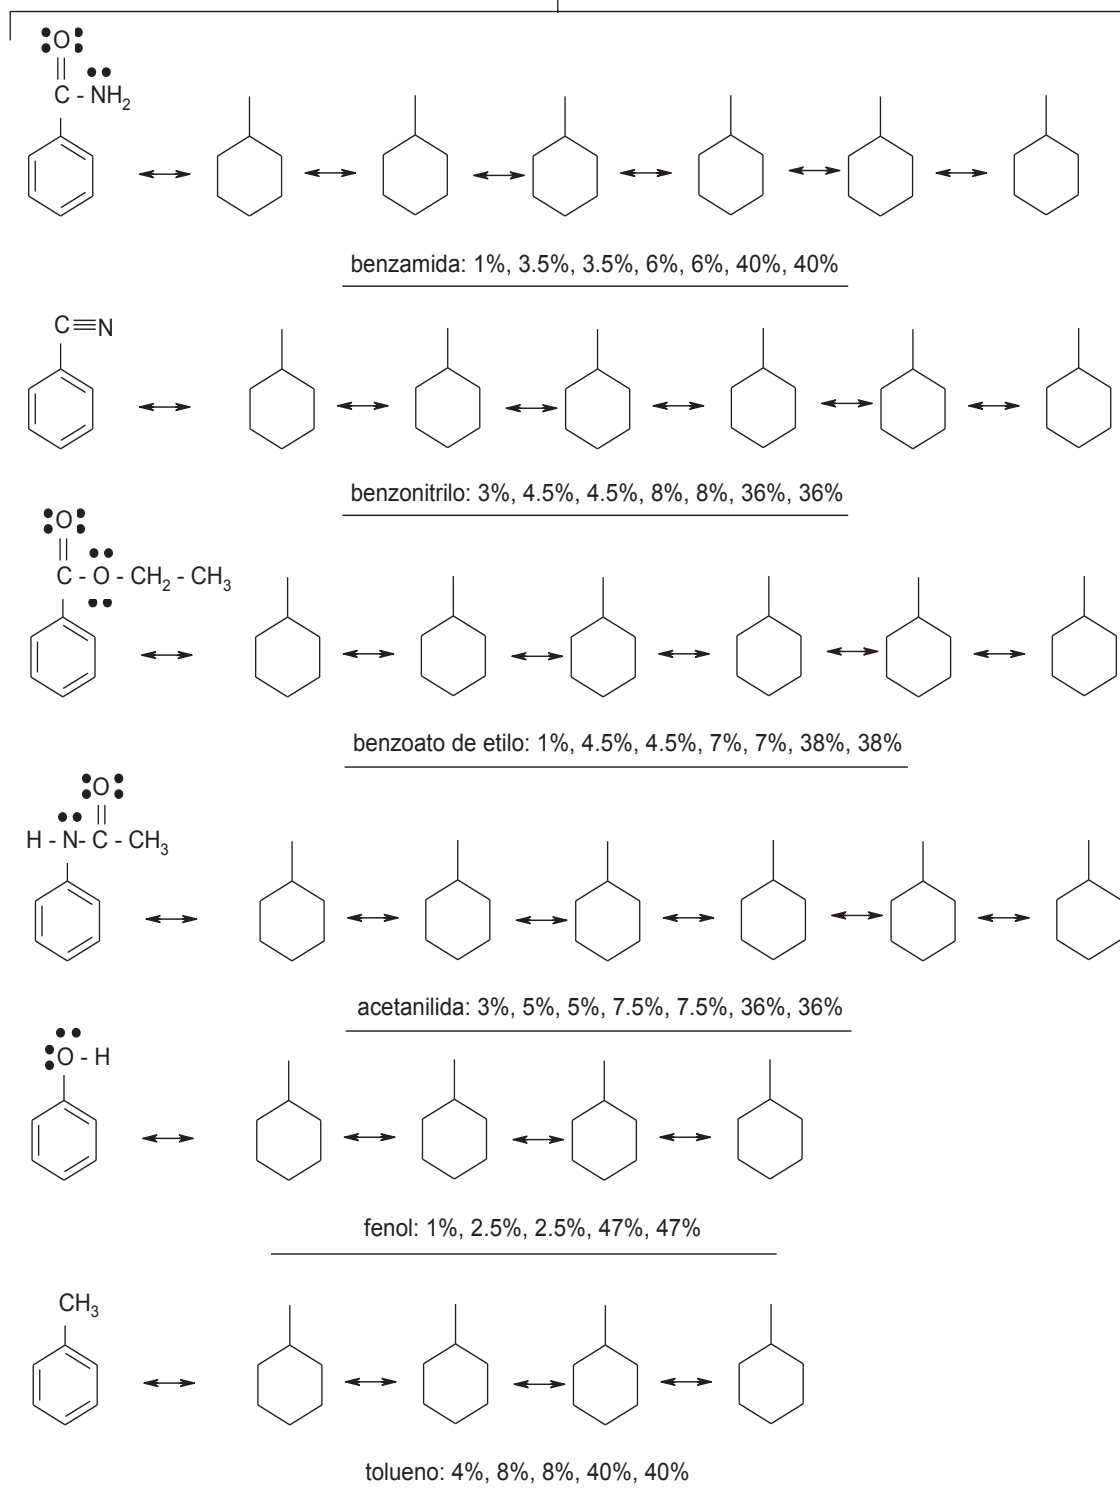 O
C - NH2
benzamida: 1%, 3.5%, 3.5%, 6%, 6%, 40%, 40%
C≡N
benzonitrilo: 3%, 4.5%, 4.5%, 8%, 8%, 36%, 36%
O
C - O - CH2 - CH3
benzoato de etilo: 1%, 4.5%, 4.5%, 7%, 7%, 38%, 38%
O
H - N- C - CH3
acetanilida: 3%, 5%, 5%, 7.5%, 7.5%, 36%, 36%
O - H
fenol: 1%, 2.5%, 2.5%, 47%, 47%
CH3
tolueno: 4%, 8%, 8%, 40%, 40%